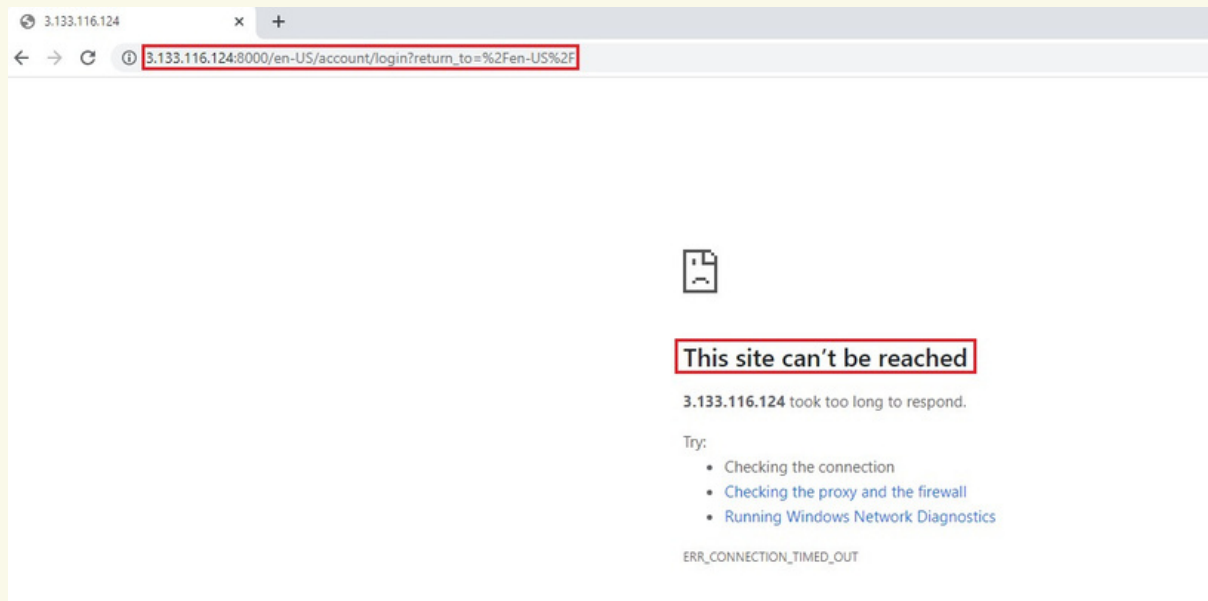 3.133.116.124
3.133.116.124:8000/en-US/account/login?return_to=%2Fen-US%2F
This site can't be reached
3.133.116.124 took too long to respond.
Try:
• Checking the connection
• Checking the proxy and the firewall
• Running Windows Network Diagnostics
ERR_CONNECTION_TIMED_OUT